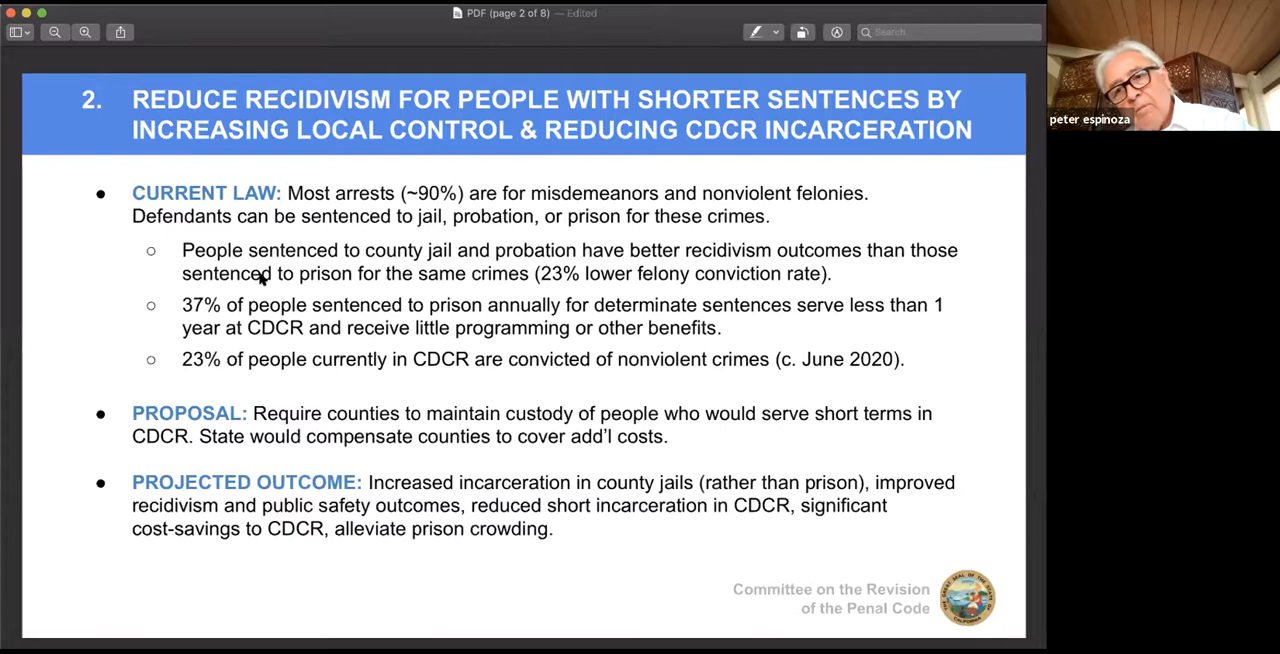 PDF (page 2 of 8) — Edited
Search
2. REDUCE RECIDIVISM FOR PEOPLE WITH SHORTER SENTENCES BY
INCREASING LOCAL CONTROL & REDUCING CDCR INCARCERATION
peter espinoza
● CURRENT LAW: Most arrests (~90%) are for misdemeanors and nonviolent felonies.
Defendants can be sentenced to jail, probation, or prison for these crimes.
○ People sentenced to county jail and probation have better recidivism outcomes than those
sentenced to prison for the same crimes (23% lower felony conviction rate).
○ 37% of people sentenced to prison annually for determinate sentences serve less than 1
year at CDCR and receive little programming or other benefits.
○ 23% of people currently in CDCR are convicted of nonviolent crimes (c. June 2020).
● PROPOSAL: Require counties to maintain custody of people who would serve short terms in
CDCR. State would compensate counties to cover add’l costs.
● PROJECTED OUTCOME: Increased incarceration in county jails (rather than prison), improved
recidivism and public safety outcomes, reduced short incarceration in CDCR, significant
cost-savings to CDCR, alleviate prison crowding.
Committee on the Revision
of the Penal Code